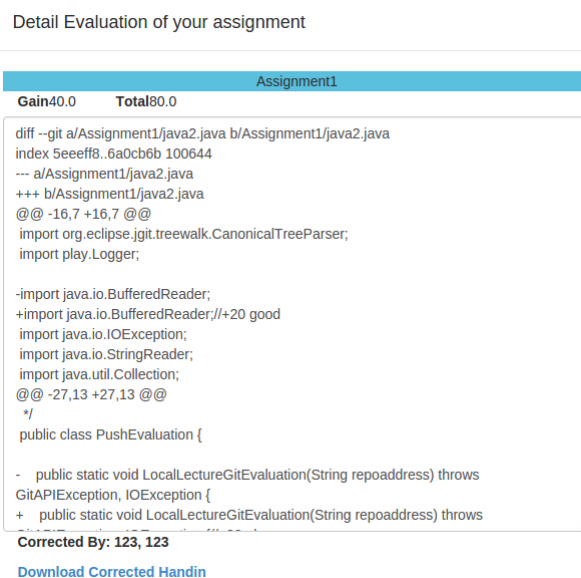 Detail Evaluation of your assignment
Assignment1
Gain40.0 Total80.0
diff --git a/Assignment1/java2.java b/Assignment1/java2.java
index 5eeeff8..6a0cb6b 100644
--- a/Assignment1/java2.java
+++ b/Assignment1/java2.java
@@ -16,7 +16,7 @@
import org.eclipse.jgit.treewalk.CanonicalTreeParser;
import play.Logger;
-import java.io.BufferedReader;
+import java.io.BufferedReader;//+20 good
import java.io.IOException;
import java.io.StringReader;
import java.util.Collection;
@@ -27,13 +27,13 @@
*/
public class PushEvaluation {
- public static void LocalLectureGitEvaluation(String repoaddress) throws
GitAPIException, IOException {
+ public static void LocalLectureGitEvaluation(String repoaddress) throws
Corrected By: 123, 123
Download Corrected Handin